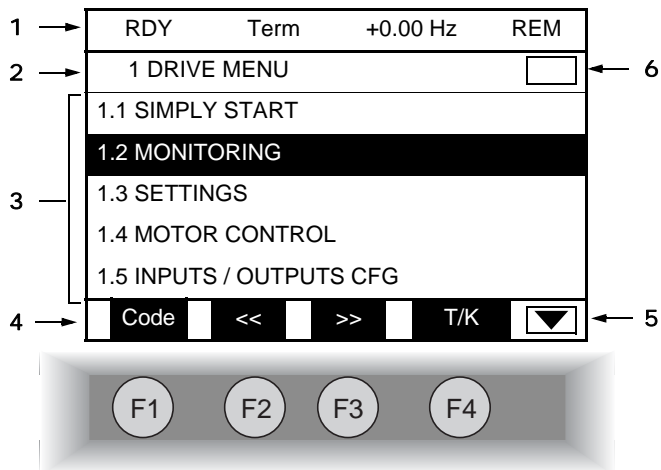 1 RDY Term +0.00 Hz REM
2 1 DRIVE MENU 6
1.1 SIMPLY START
1.2 MONITORING
3 1.3 SETTINGS
1.4 MOTOR CONTROL
1.5 INPUTS / OUTPUTS CFG
4 Code << >> T/K 5
F1 F2 F3 F4